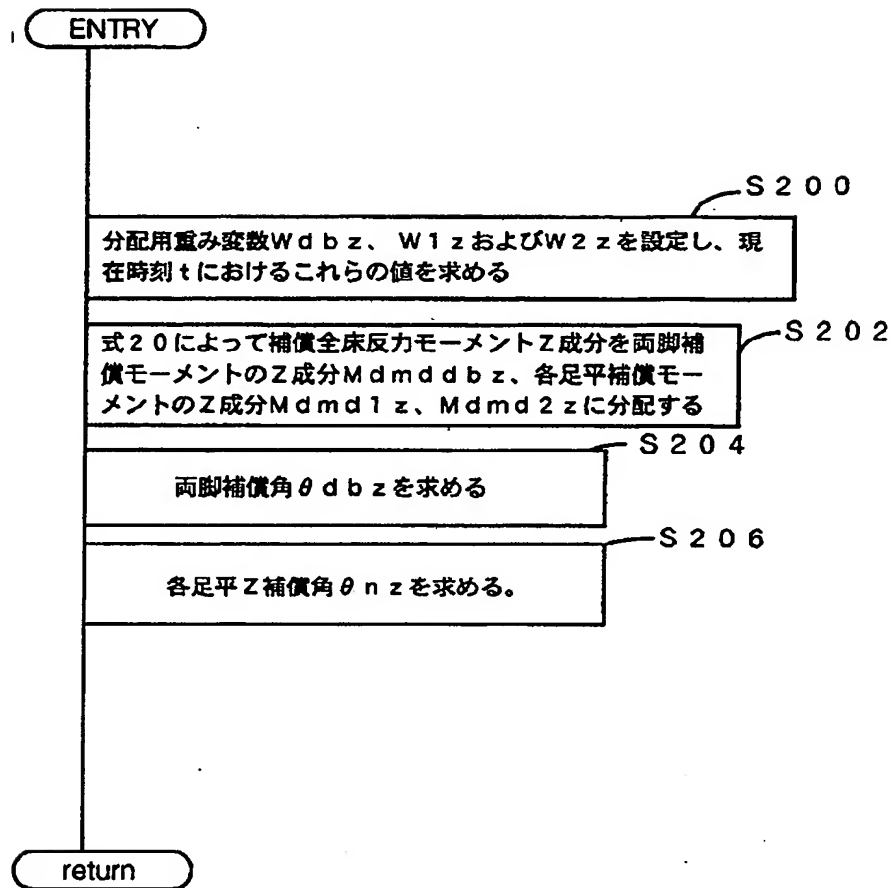 ENTRY
S200
分配用重み変数Wdbz、W1zおよびW2zを設定し、現
在時刻tにおけるこれらの値を求める
S202
式20によって補償全床反力モーメントZ成分を両脚補
償モーメントのZ成分Mdmddbz、各足平補償モー
メントのZ成分Mdmd1z、Mdmd2zに分配する
S204
両脚補償角θdbzを求める
S206
各足平Z補償角θnzを求める。
return